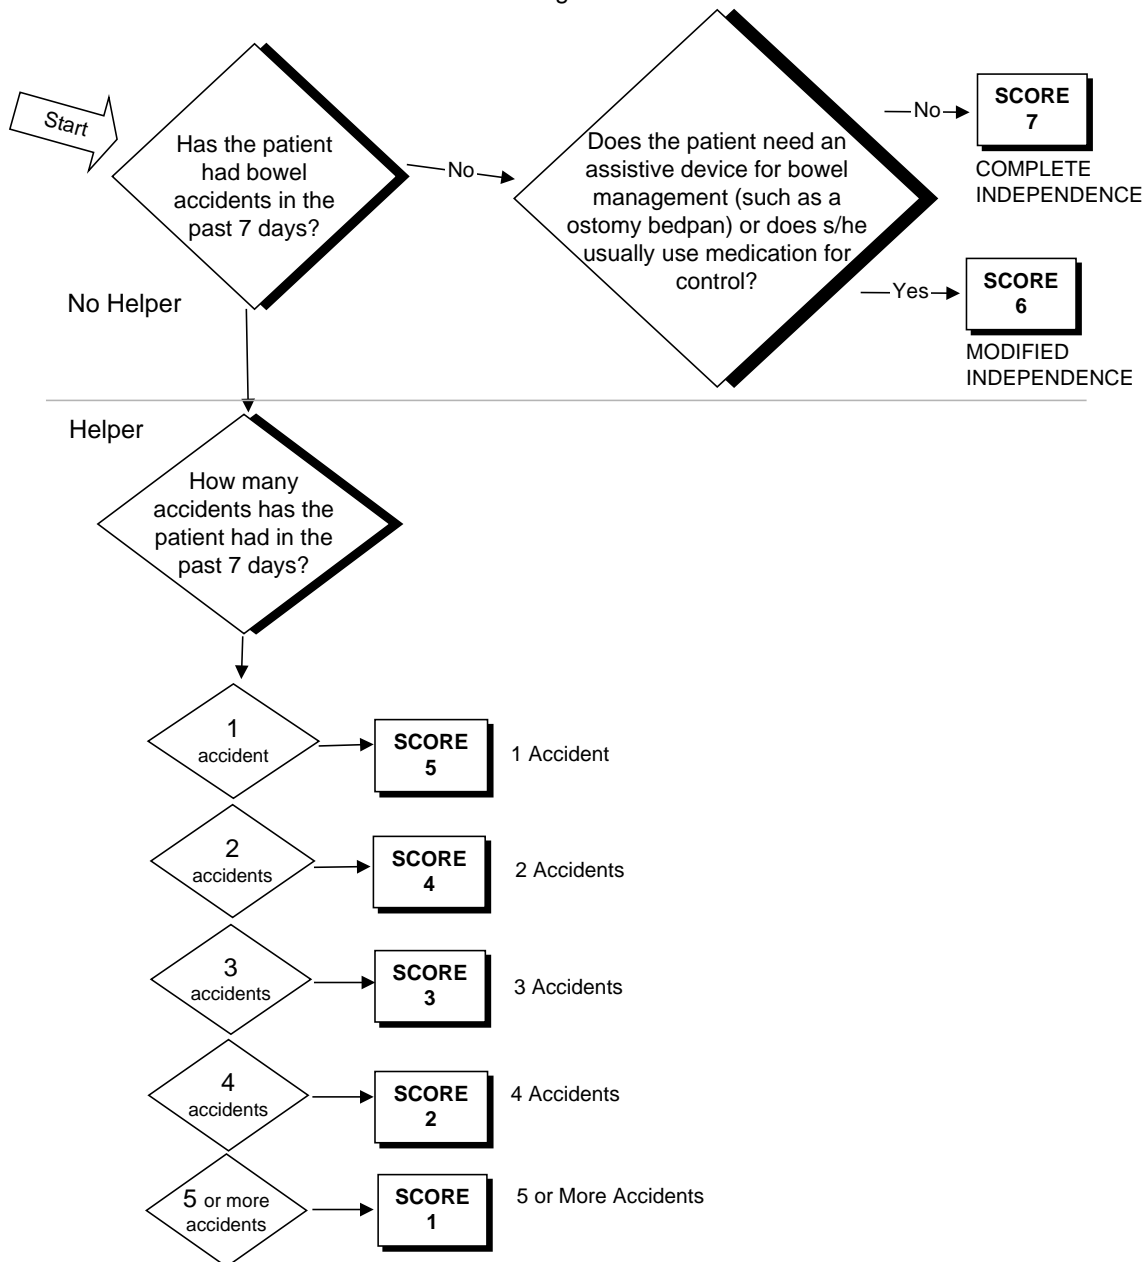 Start
Has the patient
had bowel
accidents in the
past 7 days?
No
Does the patient need an
assistive device for bowel
management (such as a
ostomy bedpan) or does s/he
usually use medication for
control?
No
SCORE
7
COMPLETE
INDEPENDENCE
Yes
SCORE
6
MODIFIED
INDEPENDENCE
No Helper
Helper
How many
accidents has the
patient had in the
past 7 days?
1
accident
SCORE
5
1 Accident
2
accidents
SCORE
4
2 Accidents
3
accidents
SCORE
3
3 Accidents
4
accidents
SCORE
2
4 Accidents
5 or more
accidents
SCORE
1
5 or More Accidents